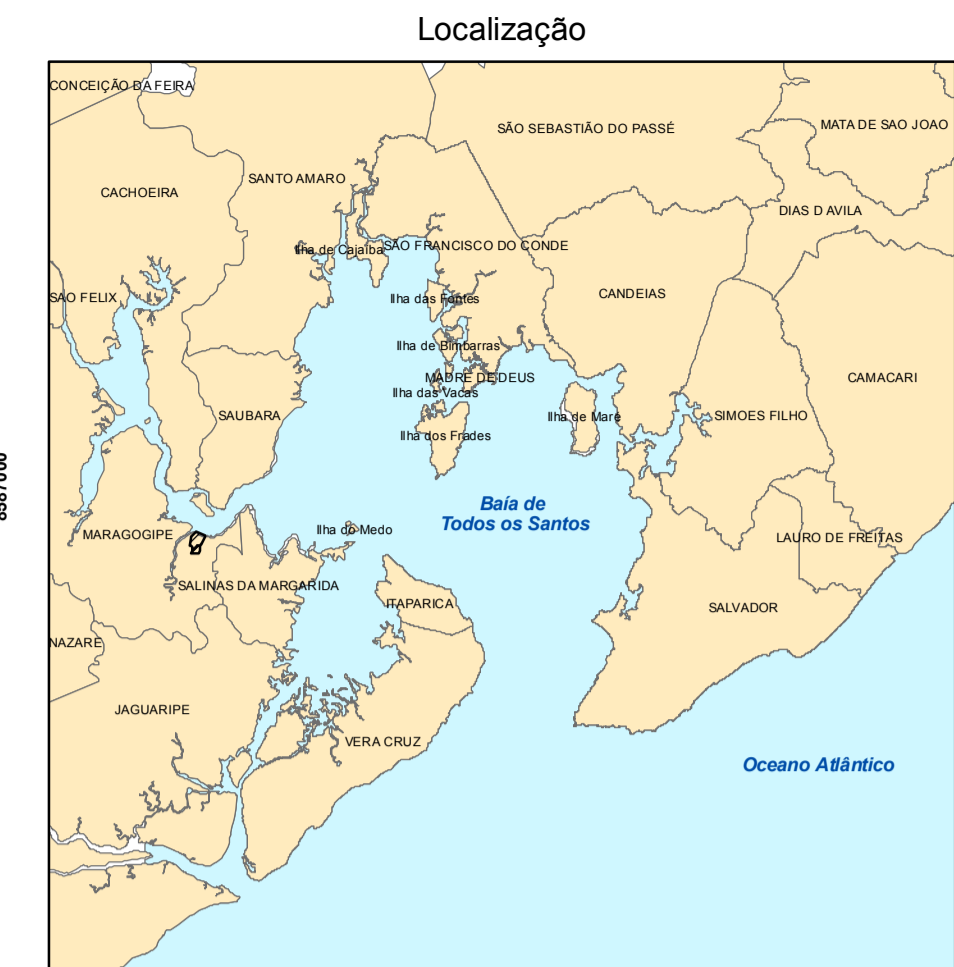 Localização
CONCEIÇÃO DA FEIRA
SÃO SEBASTIÃO DO PASSÉ
MATA DE SAO JOAO
SANTO AMARO
CACHOEIRA
DIAS D AVILA
Ilha de Cajaíba
SÃO FRANCISCO DO CONDE
SAO FELIX
Ilha das Fontes
CANDEIAS
Ilha de Bimbarras
MADRE DE DEUS
CAMACARI
Ilha das Vacas
SAUBARA
Ilha de Maré
SIMOES FILHO
Ilha dos Frades
8587000
Baía de
Todos os Santos
MARAGOGIPE
Ilha do Medo
LAURO DE FREITAS
SALINAS DA MARGARIDA
ITAPARICA
SALVADOR
NAZARE
JAGUARIPE
VERA CRUZ
Oceano Atlântico